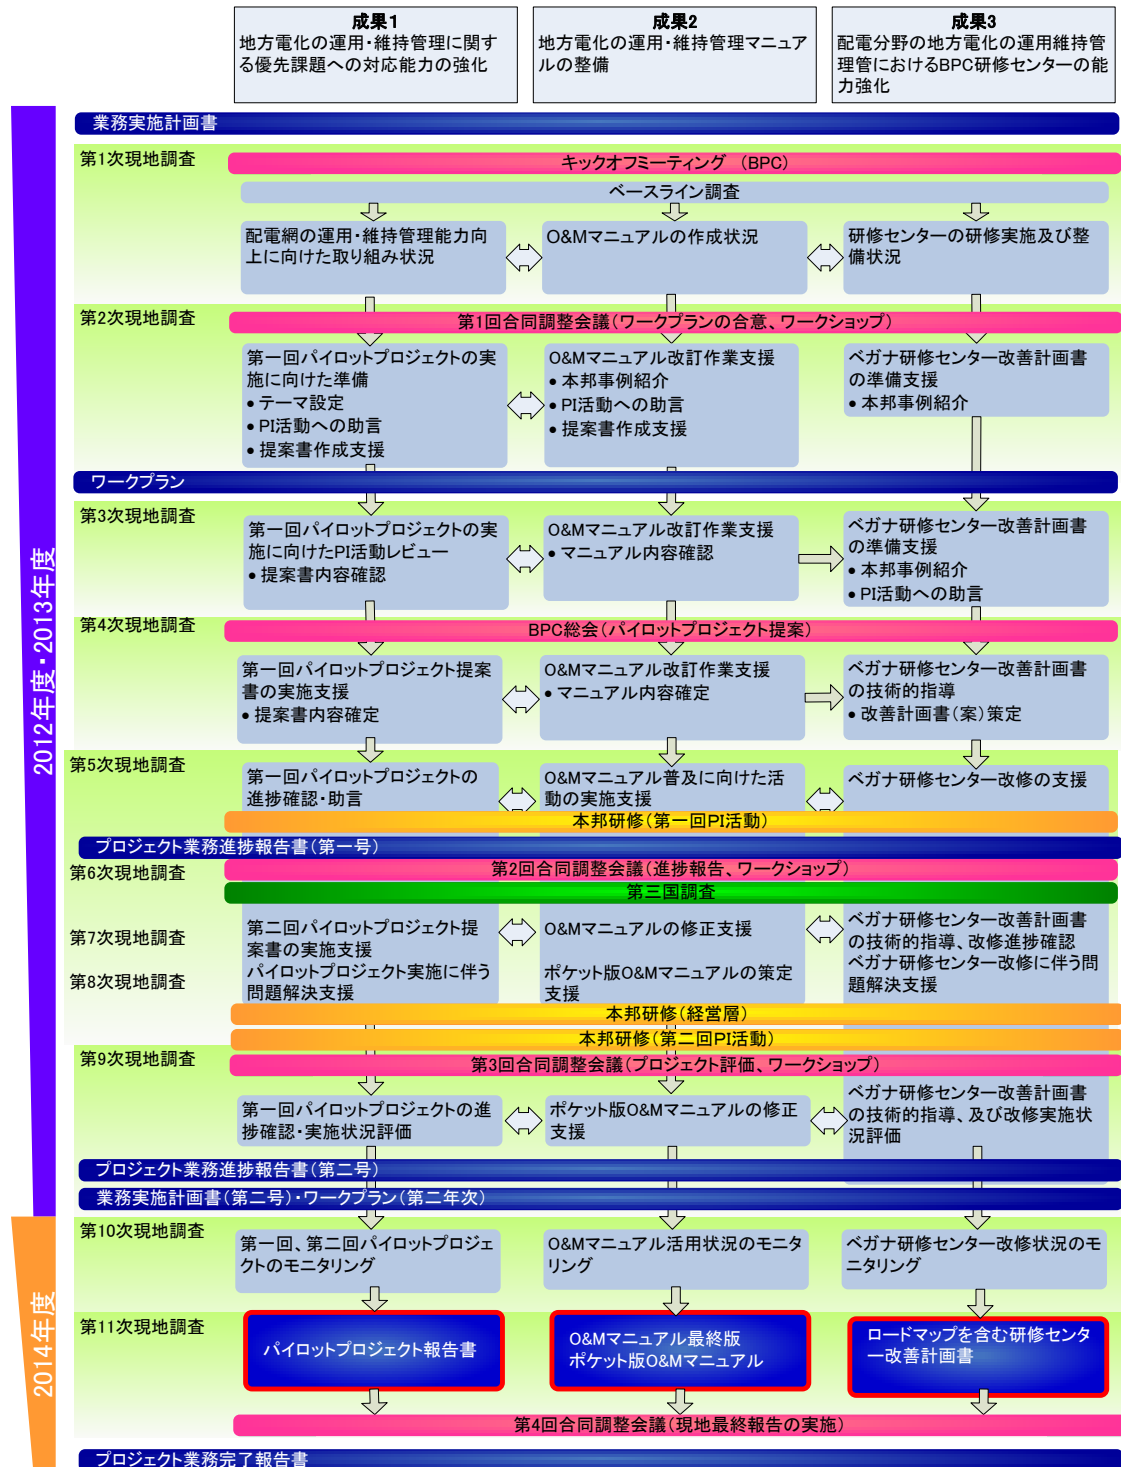 成果1
地方電化の運用・維持管理に関す
る優先課題への対応能力の強化
成果2
地方電化の運用・維持管理マニュア
ルの整備
成果3
配電分野の地方電化の運用維持管
理管におけるBPC研修センターの能
力強化
2012年度・2013年度
業務実施計画書
第1次現地調査
キックオフミーティング （BPC）
ベースライン調査
配電網の運用・維持管理能力向
上に向けた取り組み状況
O&Mマニュアルの作成状況
研修センターの研修実施及び整
備状況
第2次現地調査
第1回合同調整会議（ワークプランの合意、ワークショップ）
第一回パイロットプロジェクトの実
施に向けた準備
• テーマ設定
• PI活動への助言
• 提案書作成支援
O&Mマニュアル改訂作業支援
• 本邦事例紹介
• PI活動への助言
• 提案書作成支援
ベガナ研修センター改善計画書
の準備支援
• 本邦事例紹介
ワークプラン
第3次現地調査
第一回パイロットプロジェクトの実
施に向けたPI活動レビュー
• 提案書内容確認
O&Mマニュアル改訂作業支援
• マニュアル内容確認
ベガナ研修センター改善計画書
の準備支援
• 本邦事例紹介
• PI活動への助言
第4次現地調査
BPC総会（パイロットプロジェクト提案）
第一回パイロットプロジェクト提案
書の実施支援
• 提案書内容確定
O&Mマニュアル改訂作業支援
• マニュアル内容確定
ベガナ研修センター改善計画書
の技術的指導
• 改善計画書（案）策定
第5次現地調査
第一回パイロットプロジェクトの
進捗確認・助言
O&Mマニュアル普及に向けた活
動の実施支援
ベガナ研修センター改修の支援
本邦研修（第一回PI活動）
プロジェクト業務進捗報告書（第一号）
第6次現地調査
第2回合同調整会議（進捗報告、ワークショップ）
第三国調査
第7次現地調査
第二回パイロットプロジェクト提
案書の実施支援
O&Mマニュアルの修正支援
ベガナ研修センター改善計画書
の技術的指導、改修進捗確認
第8次現地調査
パイロットプロジェクト実施に伴う
問題解決支援
ポケット版O&Mマニュアルの策定
支援
ベガナ研修センター改修に伴う問
題解決支援
本邦研修（経営層）
本邦研修（第二回PI活動）
第9次現地調査
第3回合同調整会議（プロジェクト評価、ワークショップ）
第一回パイロットプロジェクトの進
捗確認・実施状況評価
ポケット版O&Mマニュアルの修正
支援
ベガナ研修センター改善計画書
の技術的指導、及び改修実施状
況評価
プロジェクト業務進捗報告書（第二号）
業務実施計画書（第二号）・ワークプラン（第二年次）
2014年度
第10次現地調査
第一回、第二回パイロットプロジェ
クトのモニタリング
O&Mマニュアル活用状況のモニタ
リング
ベガナ研修センター改修状況のモ
ニタリング
第11次現地調査
パイロットプロジェクト報告書
O&Mマニュアル最終版
ポケット版O&Mマニュアル
ロードマップを含む研修センタ
ー改善計画書
第4回合同調整会議（現地最終報告の実施）
プロジェクト業務完了報告書